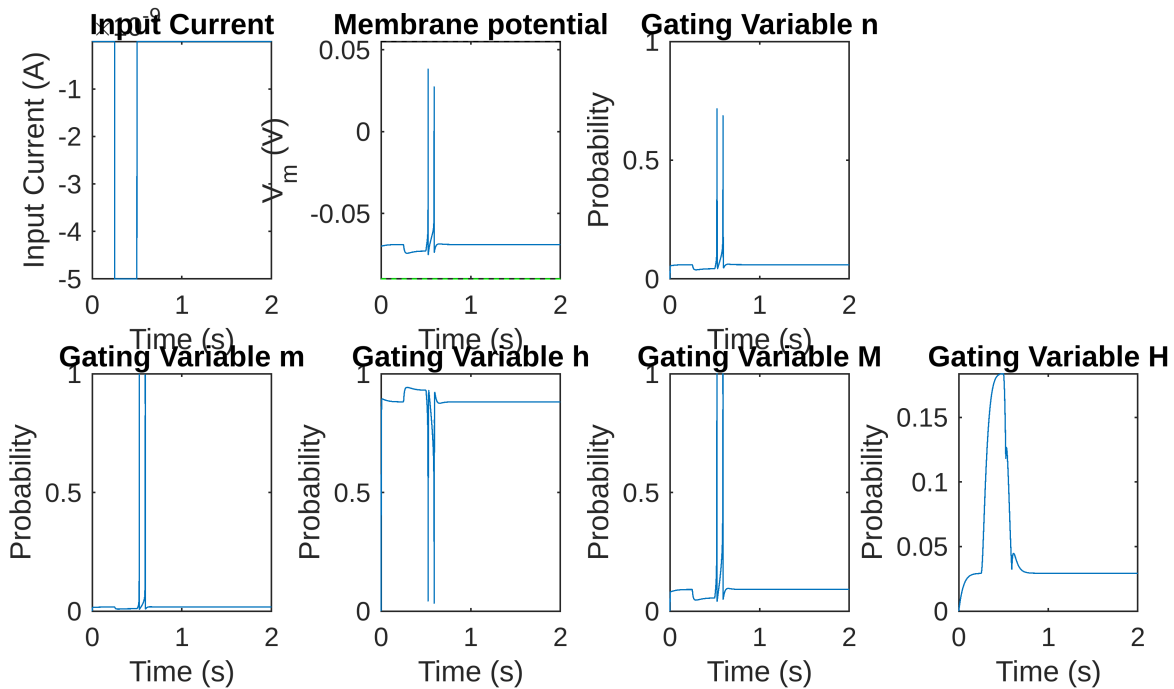 ×10⁻⁹
Input Current
Input Current (A)
-1
-2
-3
-4
-5
0 1 2
Time (s)
Membrane potential
V_m (V)
0.05
0
-0.05
0 1 2
Time (s)
Gating Variable n
Probability
1
0.5
0
0 1 2
Time (s)
Gating Variable m
Probability
1
0.5
0
0 1 2
Time (s)
Gating Variable h
Probability
1
0.5
0
0 1 2
Time (s)
Gating Variable M
Probability
1
0.5
0
0 1 2
Time (s)
Gating Variable H
Probability
0.15
0.1
0.05
0
0 1 2
Time (s)